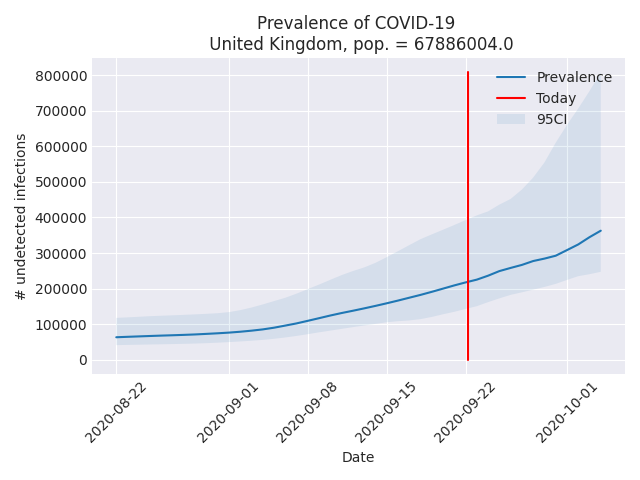 Prevalence of COVID-19
United Kingdom, pop. = 67886004.0
Prevalence
Today
95CI
# undetected infections
800000
700000
600000
500000
400000
300000
200000
100000
0
2020-08-22
2020-09-01
2020-09-08
2020-09-15
2020-09-22
2020-10-01
Date